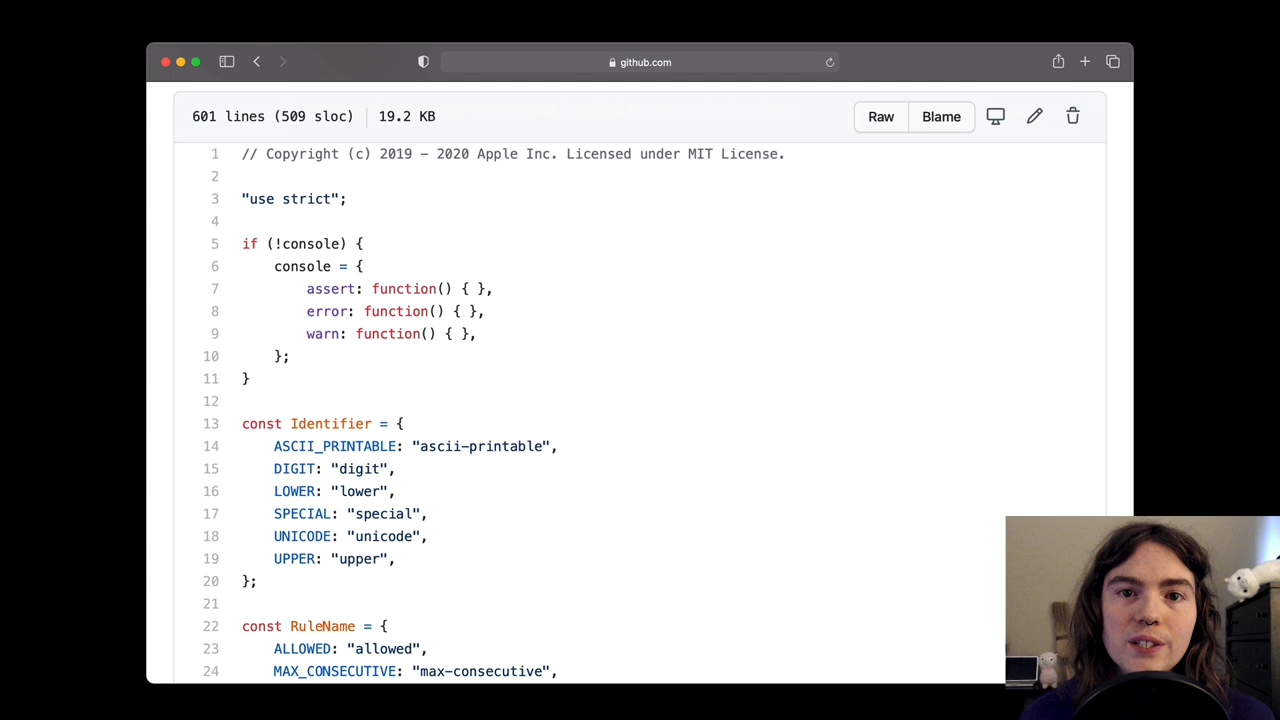 github.com
601 lines (509 sloc) 19.2 KB Raw Blame
1 // Copyright (c) 2019 - 2020 Apple Inc. Licensed under MIT License.
2
3 "use strict";
4
5 if (!console) {
6 console = {
7 assert: function() { },
8 error: function() { },
9 warn: function() { },
10 };
11 }
12
13 const Identifier = {
14 ASCII_PRINTABLE: "ascii-printable",
15 DIGIT: "digit",
16 LOWER: "lower",
17 SPECIAL: "special",
18 UNICODE: "unicode",
19 UPPER: "upper",
20 };
21
22 const RuleName = {
23 ALLOWED: "allowed",
24 MAX_CONSECUTIVE: "max-consecutive",